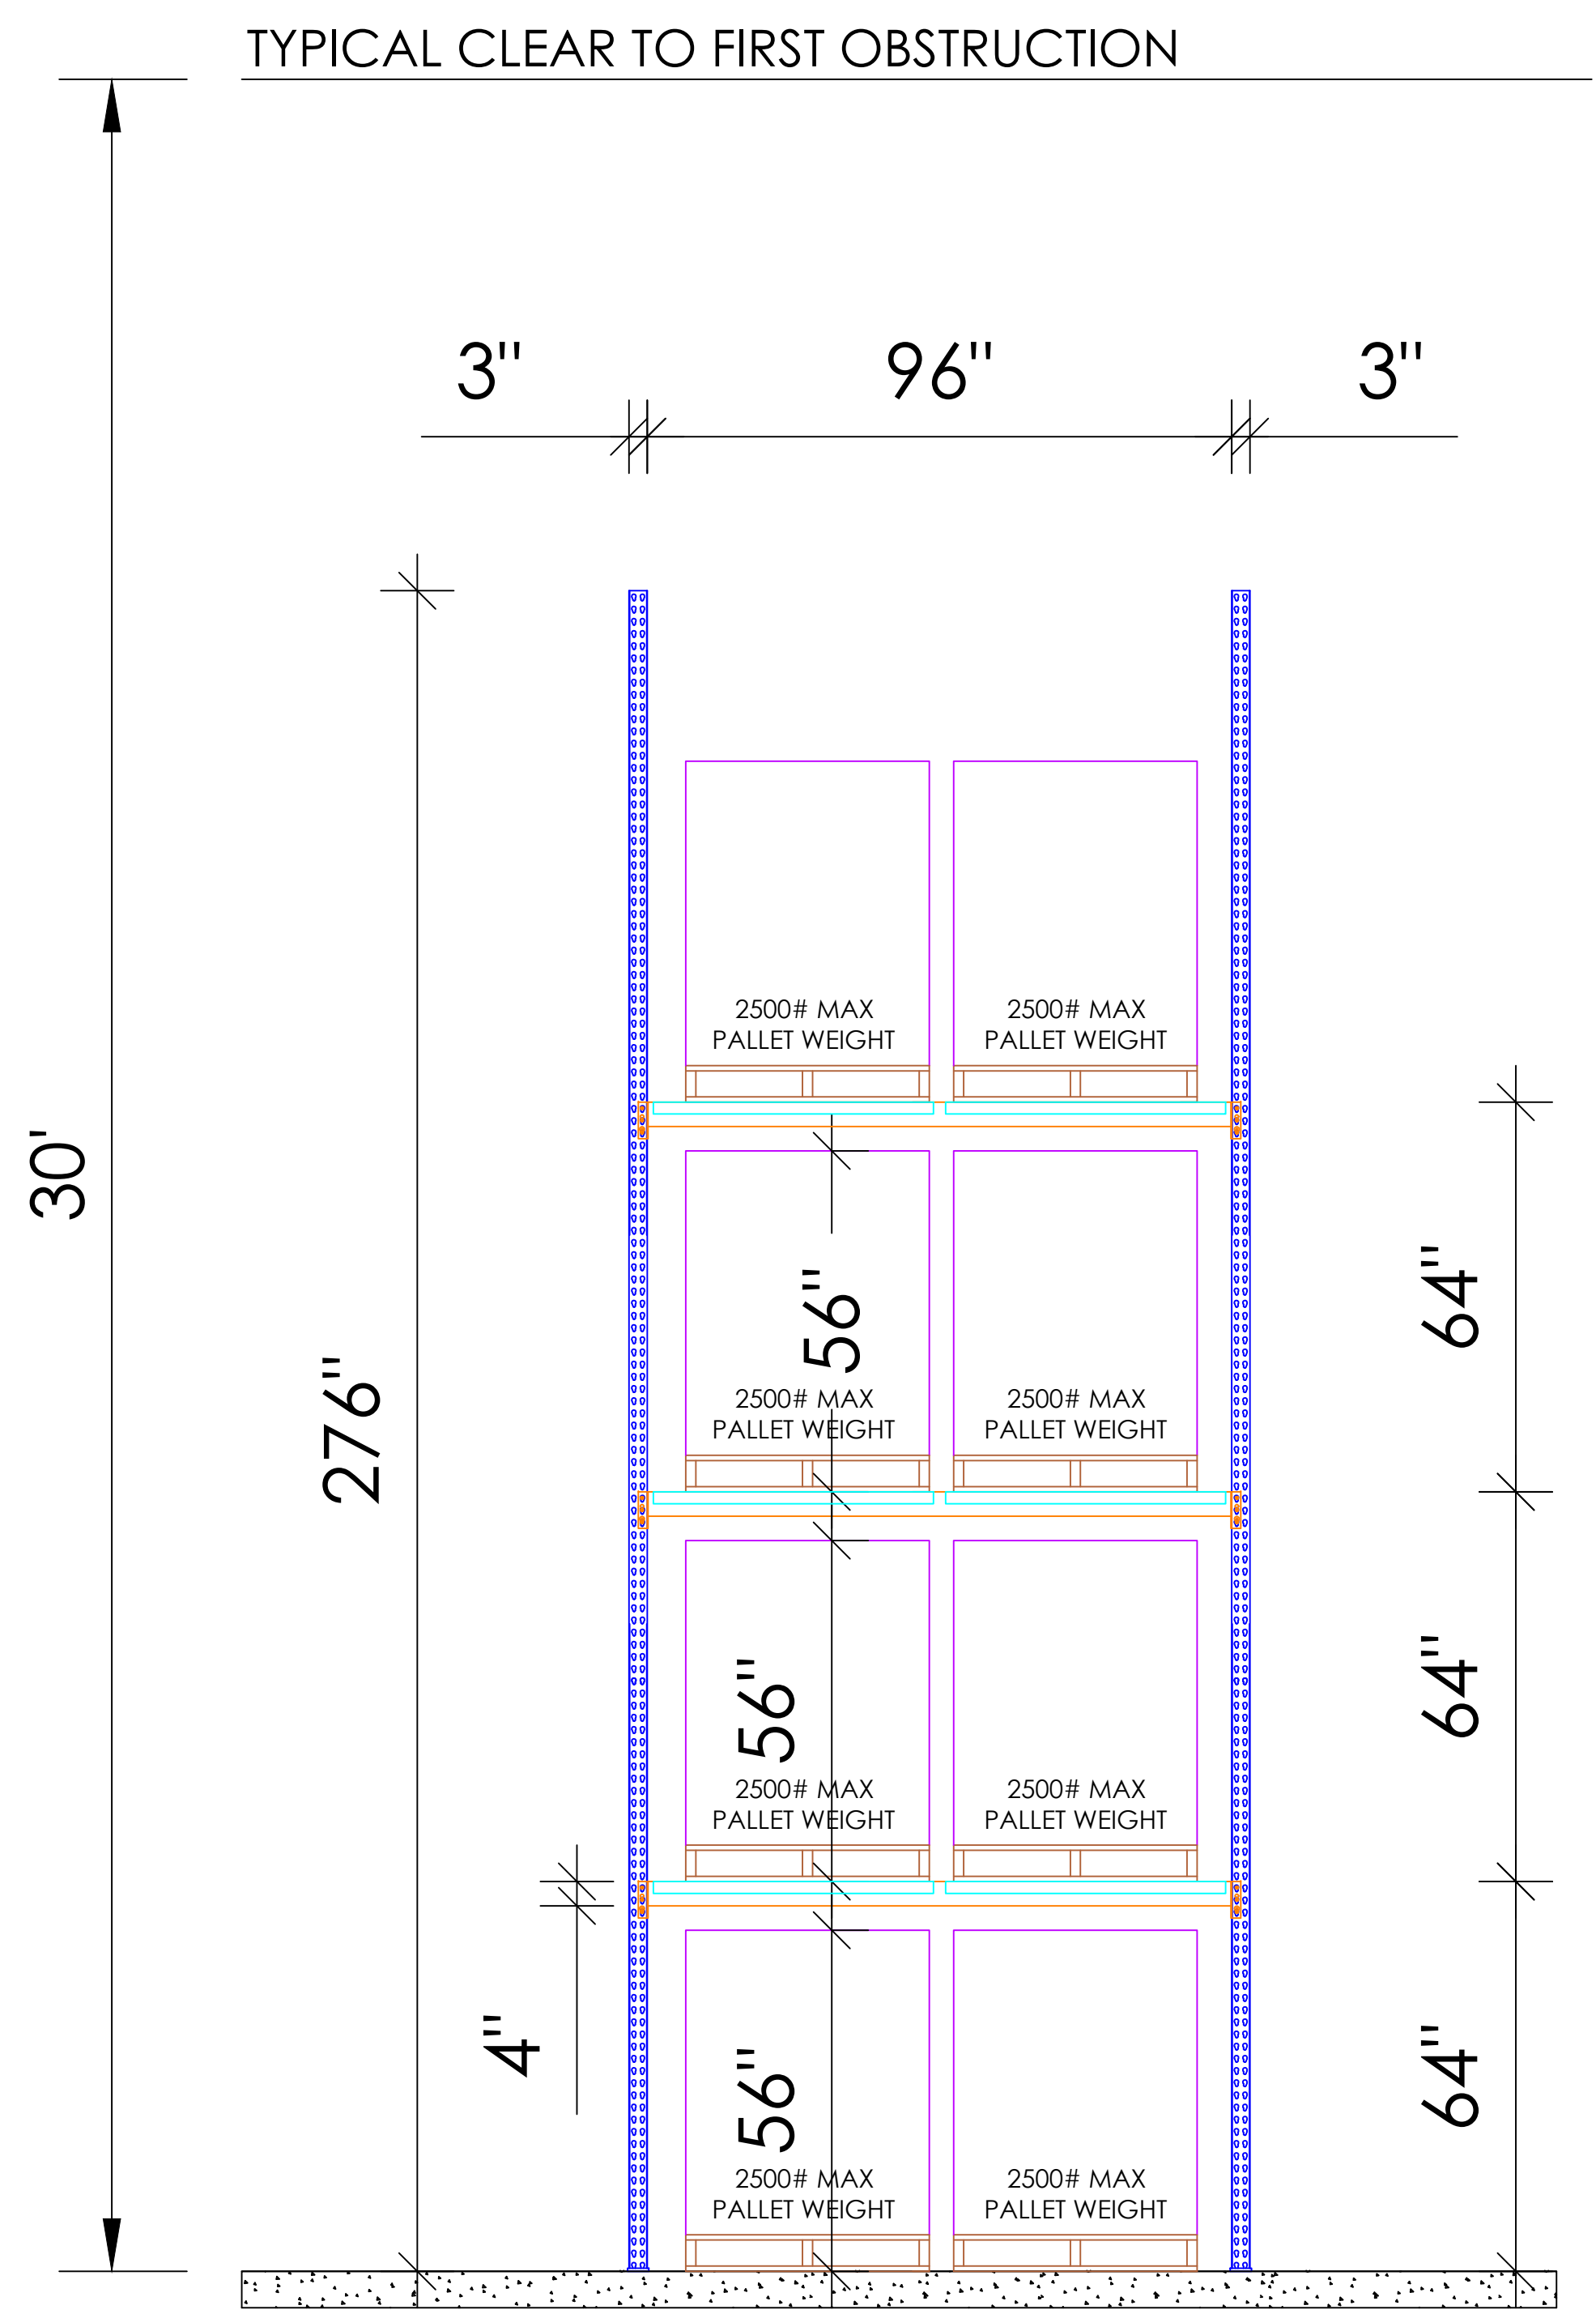 TYPICAL CLEAR TO FIRST OBSTRUCTION
3" 96" 3"
30'
276"
2500# MAX 2500# MAX
PALLET WEIGHT PALLET WEIGHT
56"
64"
2500# MAX 2500# MAX
PALLET WEIGHT PALLET WEIGHT
56"
64"
2500# MAX 2500# MAX
PALLET WEIGHT PALLET WEIGHT
4"
56"
64"
2500# MAX 2500# MAX
PALLET WEIGHT PALLET WEIGHT